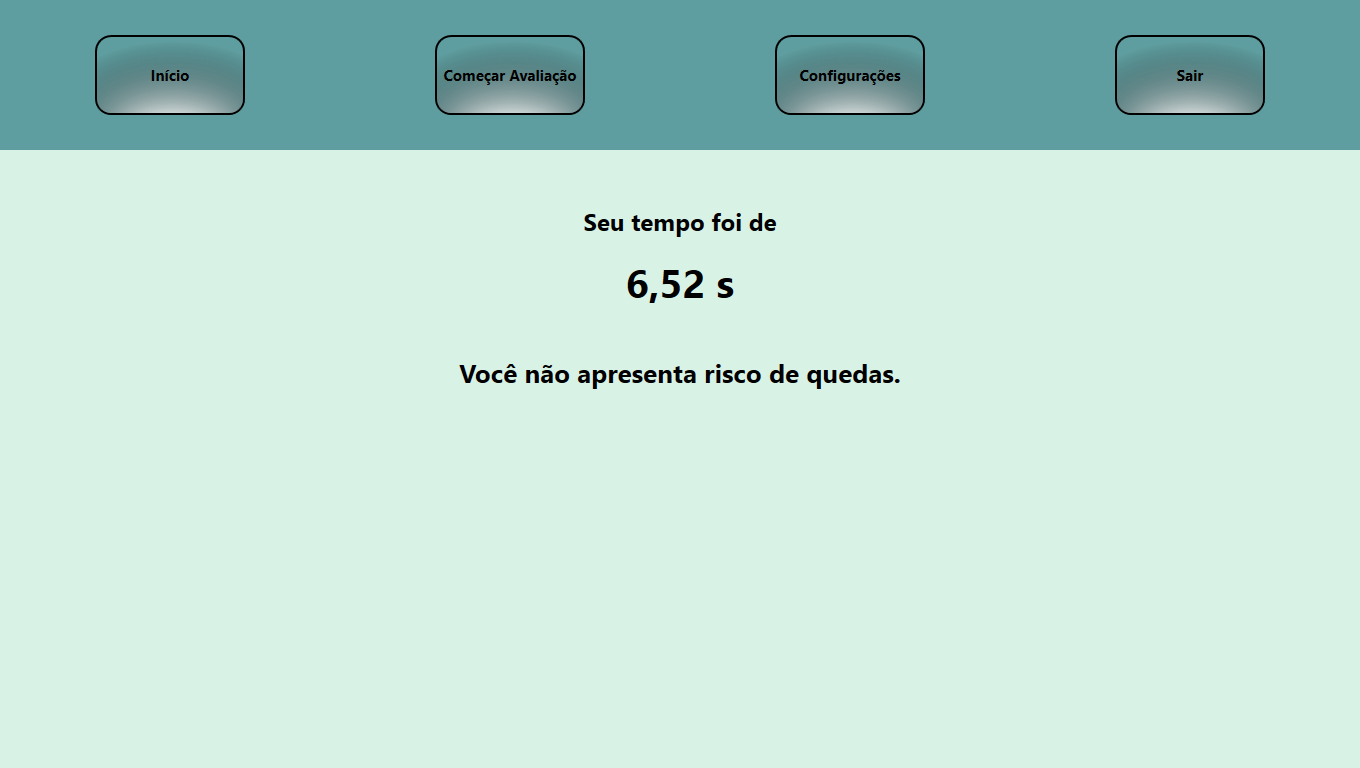 Início
Começar Avaliação
Configurações
Sair
Seu tempo foi de
6,52 s
Você não apresenta risco de quedas.